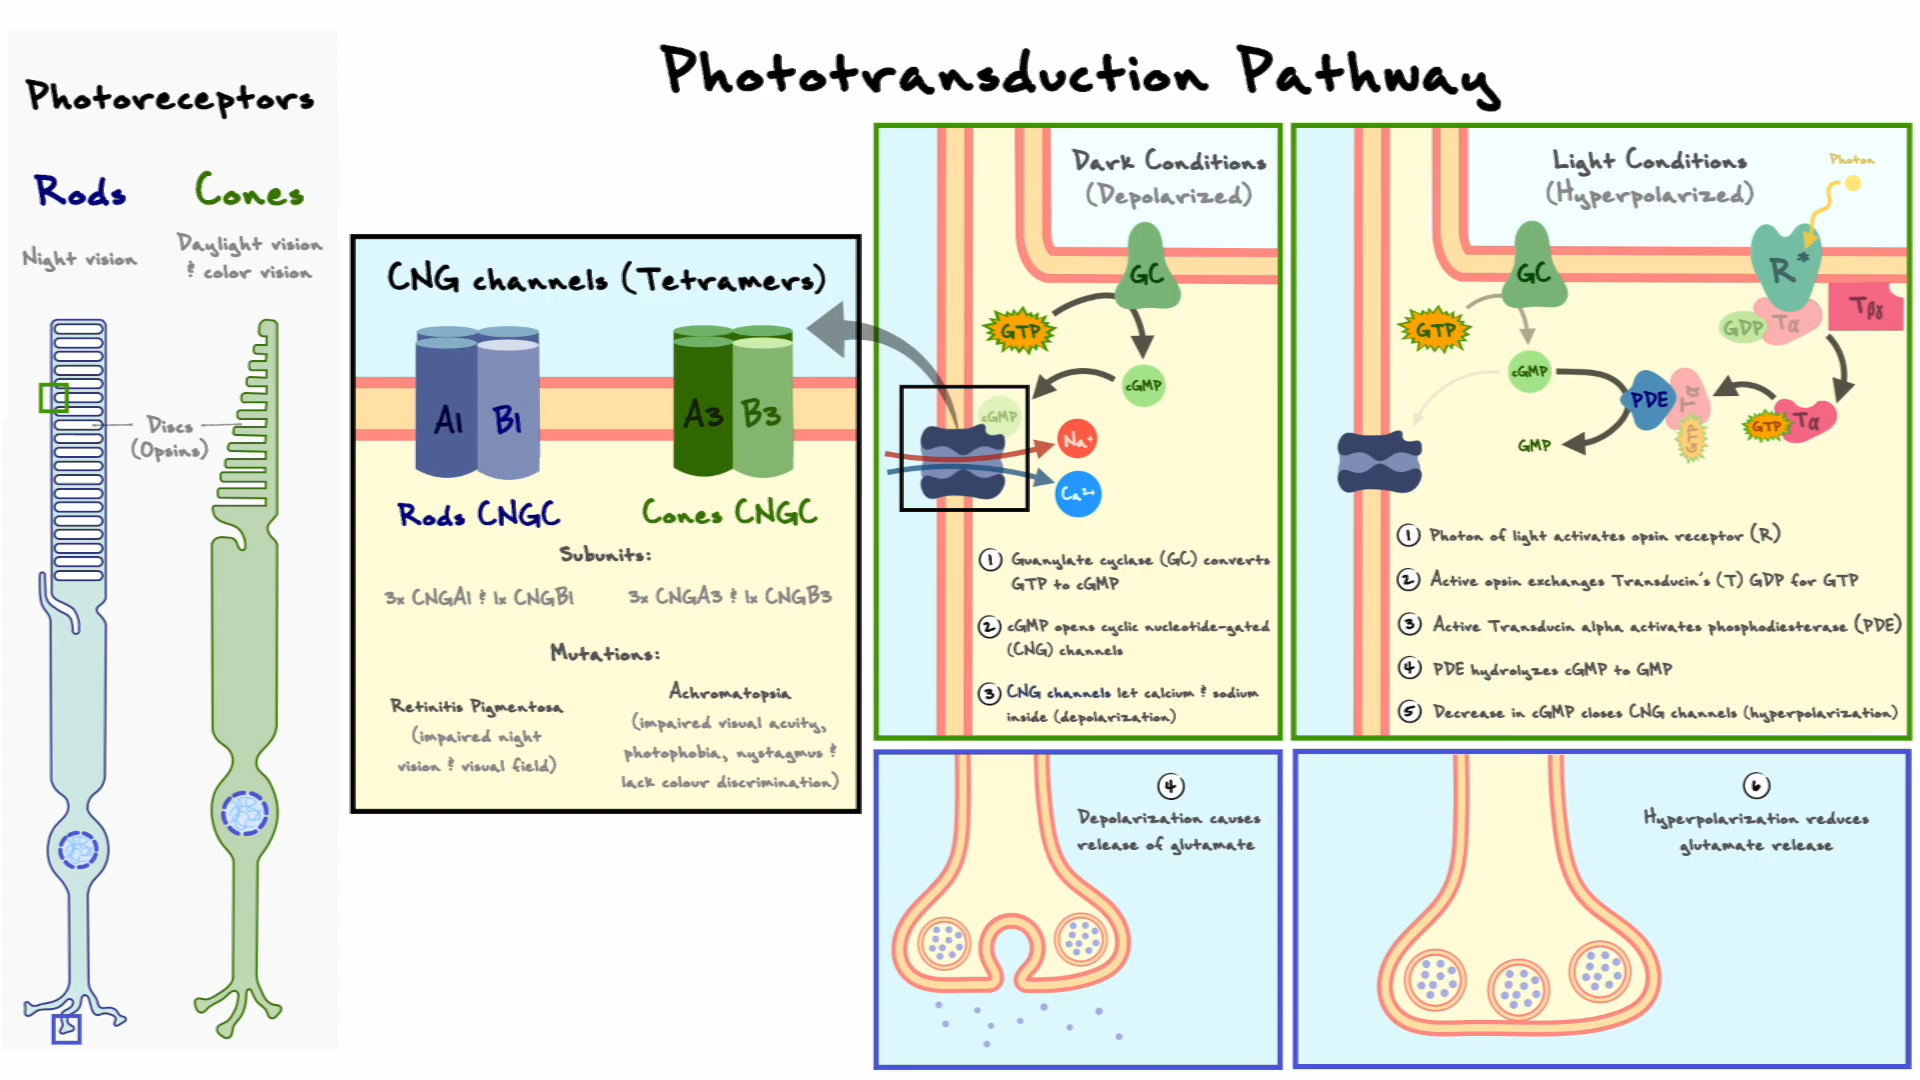 Phototransduction Pathway
Photoreceptors
Rods
Cones
Night vision
Daylight vision
& color vision
Discs
(Opsins)
CNG channels (Tetramers)
A1
B1
A3
B3
Rods CNGC
Cones CNGC
Subunits:
3x CNGA1 & 1x CNGB1
3x CNGA3 & 1x CNGB3
Mutations:
Retinitis Pigmentosa
(impaired night
vision & visual field)
Achromatopsia
(impaired visual acuity,
photophobia, nystagmus &
lack colour discrimination)
Dark Conditions
(Depolarized)
GC
GTP
cGMP
cGMP
Na+
Ca2+
1 Guanylate cyclase (GC) converts
GTP to cGMP
2 cGMP opens cyclic nucleotide-gated
(CNG) channels
3 CNG channels let calcium & sodium
inside (depolarization)
4
Depolarization causes
release of glutamate
Light Conditions
(Hyperpolarized)
Photon
GC
R*
Tβγ
GTP
GDP
Tα
cGMP
PDE
Tα
GTP
GTP
Tα
GMP
1 Photon of light activates opsin receptor (R)
2 Active opsin exchanges Transducin's (T) GDP for GTP
3 Active Transducin alpha activates phosphodiesterase (PDE)
4 PDE hydrolyzes cGMP to GMP
5 Decrease in cGMP closes CNG channels (hyperpolarization)
6
Hyperpolarization reduces
glutamate release